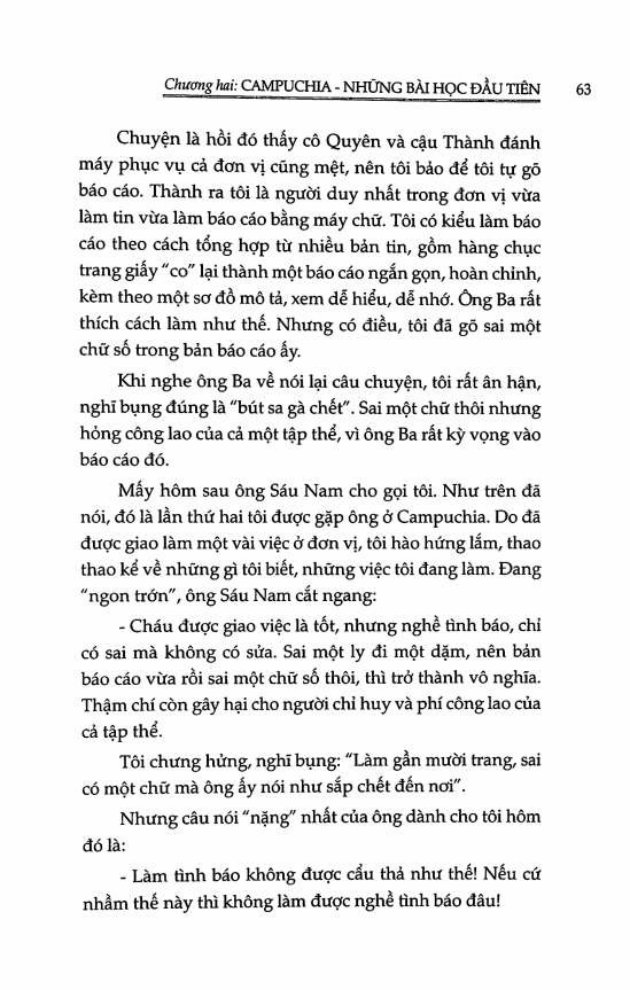 Chương hai: CAMPUCHIA - NHỮNG BÀI HỌC ĐẦU TIÊN 63
Chuyện là hồi đó thấy cô Quyên và cậu Thành đánh
máy phục vụ cả đơn vị cũng mệt, nên tôi bảo để tôi tự gõ
báo cáo. Thành ra tôi là người duy nhất trong đơn vị vừa
làm tin vừa làm báo cáo bằng máy chữ. Tôi có kiểu làm báo
cáo theo cách tổng hợp từ nhiều bản tin, gồm hàng chục
trang giấy "co" lại thành một báo cáo ngắn gọn, hoàn chỉnh,
kèm theo một sơ đồ mô tả, xem dễ hiểu, dễ nhớ. Ông Ba rất
thích cách làm như thế. Nhưng có điều, tôi đã gõ sai một
chữ số trong bản báo cáo ấy.
Khi nghe ông Ba về nói lại câu chuyện, tôi rất ân hận,
nghĩ bụng đúng là "bút sa gà chết". Sai một chữ thôi nhưng
hỏng công lao của cả một tập thể, vì ông Ba rất kỳ vọng vào
báo cáo đó.
Mấy hôm sau ông Sáu Nam cho gọi tôi. Như trên đã
nói, đó là lần thứ hai tôi được gặp ông ở Campuchia. Do đã
được giao làm một vài việc ở đơn vị, tôi hào hứng lắm, thao
thao kể về những gì tôi biết, những việc tôi đang làm. Đang
"ngon trớn", ông Sáu Nam cắt ngang:
- Cháu được giao việc là tốt, nhưng nghề tình báo, chỉ
có sai mà không có sửa. Sai một ly đi một dặm, nên bản
báo cáo vừa rồi sai một chữ số thôi, thì trở thành vô nghĩa.
Thậm chí còn gây hại cho người chỉ huy và phí công lao của
cả tập thể.
Tôi chưng hửng, nghĩ bụng: "Làm gần mười trang, sai
có một chữ mà ông ấy nói như sắp chết đến nơi".
Nhưng câu nói "nặng" nhất của ông dành cho tôi hôm
đó là:
- Làm tình báo không được cẩu thả như thế! Nếu cứ
nhầm thế này thì không làm được nghề tình báo đâu!